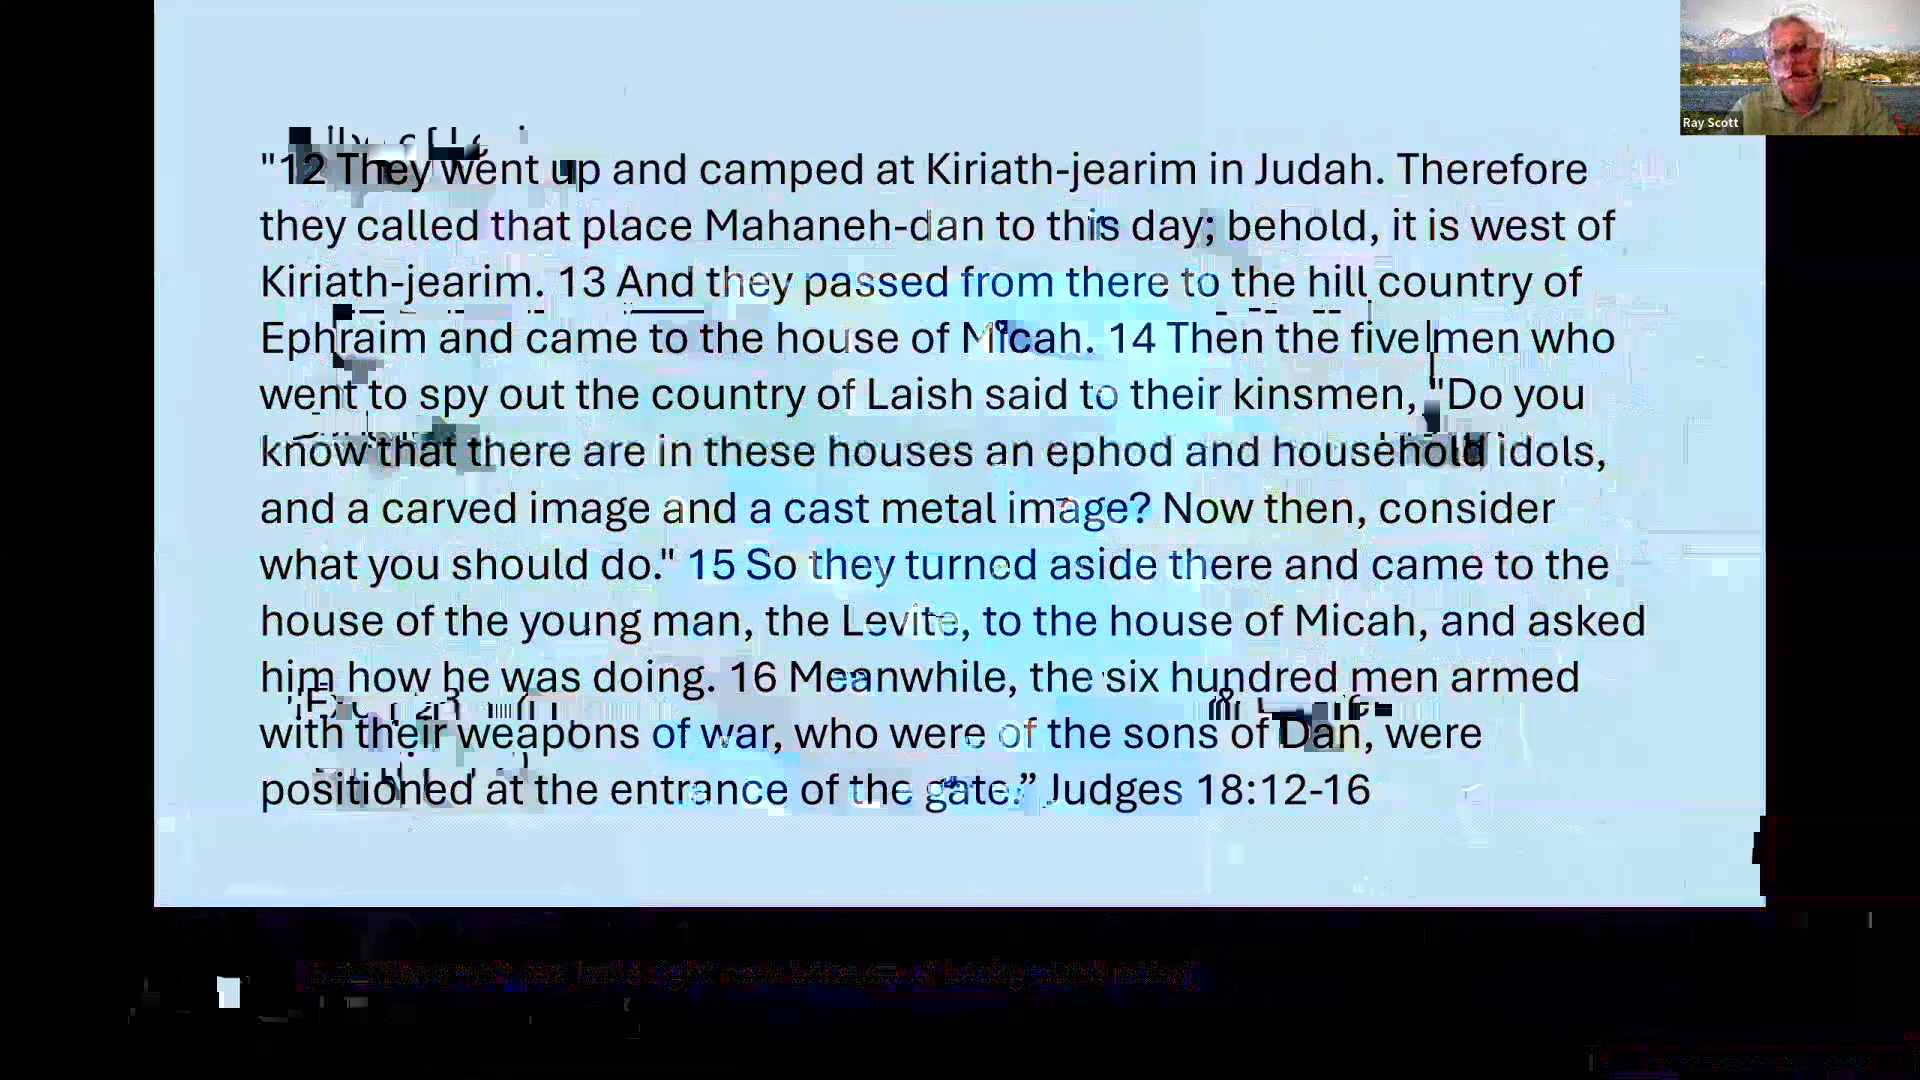 Ray Scott
"12 They went up and camped at Kiriath-jearim in Judah. Therefore
they called that place Mahaneh-dan to this day; behold, it is west of
Kiriath-jearim. 13 And they passed from there to the hill country of
Ephraim and came to the house of Micah. 14 Then the five men who
went to spy out the country of Laish said to their kinsmen, "Do you
know that there are in these houses an ephod and household idols,
and a carved image and a cast metal image? Now then, consider
what you should do." 15 So they turned aside there and came to the
house of the young man, the Levite, to the house of Micah, and asked
him how he was doing. 16 Meanwhile, the six hundred men armed
with their weapons of war, who were of the sons of Dan, were
positioned at the entrance of the gate.” Judges 18:12-16